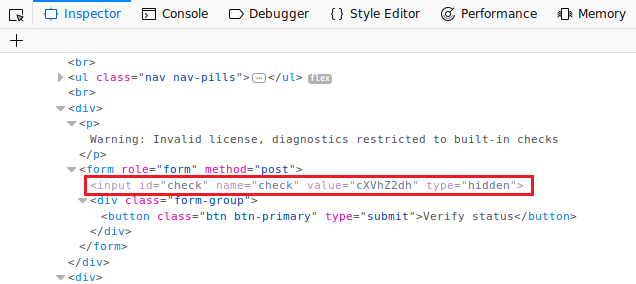 Inspector Console Debugger Style Editor Performance Memory
+
<br>
<ul class="nav nav-pills">⋯</ul> flex
<br>
<div>
<p>
Warning: Invalid license, diagnostics restricted to built-in checks
</p>
<form role="form" method="post">
<input id="check" name="check" value="cXVhZ2dh" type="hidden">
<div class="form-group">
<button class="btn btn-primary" type="submit">Verify status</button>
</div>
</form>
</div>
<div>